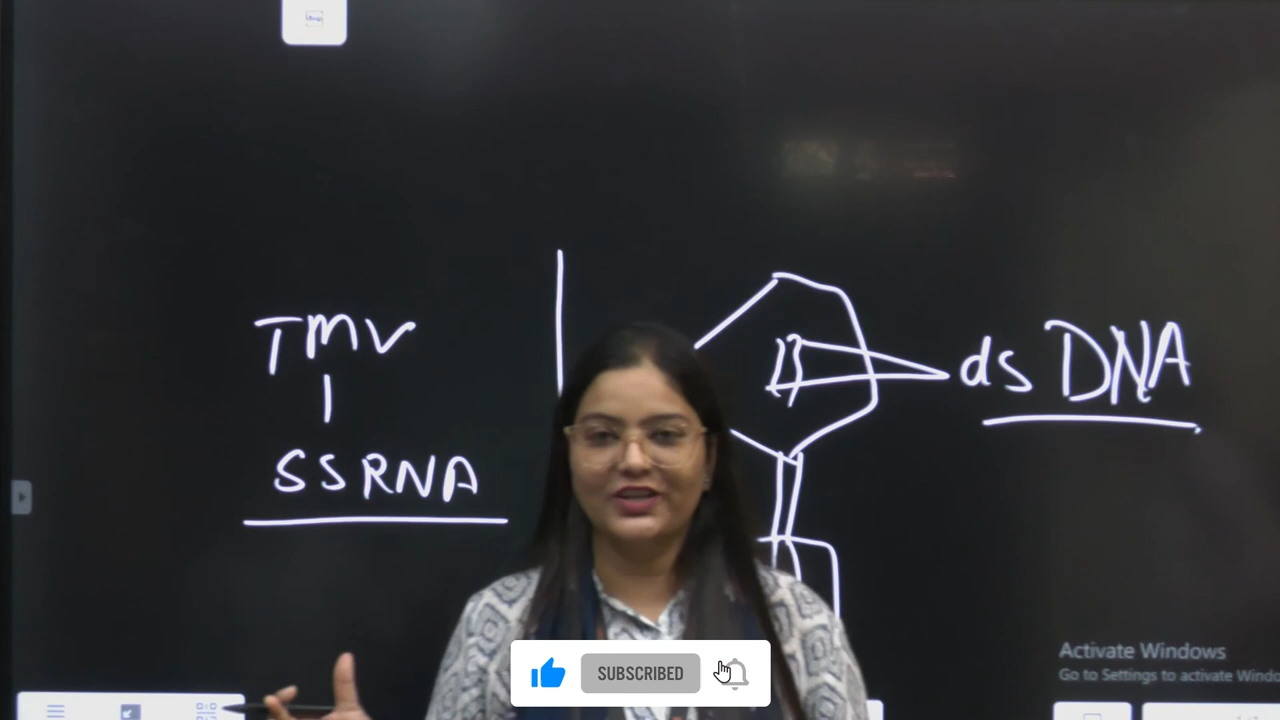 TMV
SSRNA
ds DNA
SUBSCRIBED
Activate Windows
Go to Settings to activate Windo